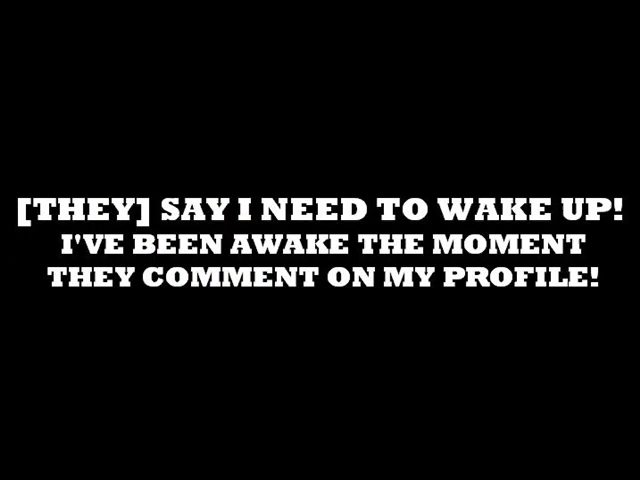 [THEY] SAY I NEED TO WAKE UP!
I'VE BEEN AWAKE THE MOMENT
THEY COMMENT ON MY PROFILE!